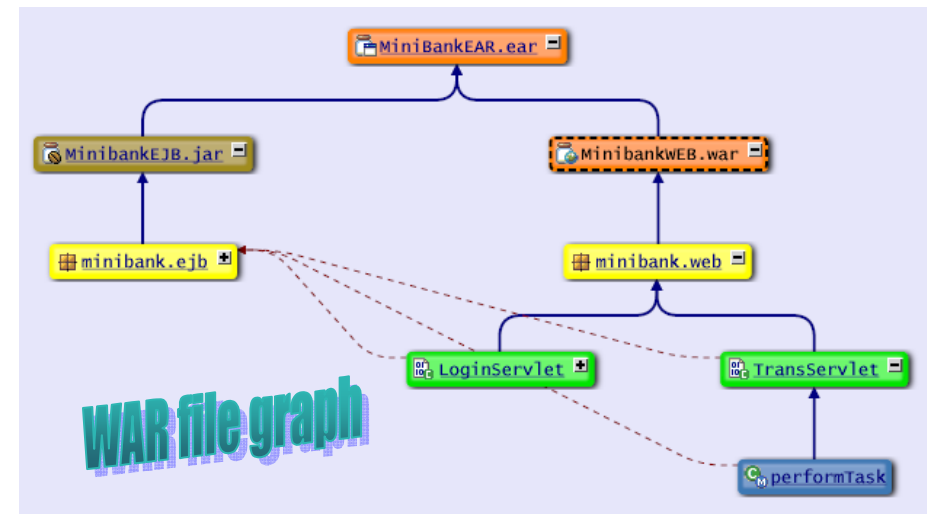 MiniBankEAR.ear
MinibankEJB.jar
MinibankWEB.war
minibank.ejb
minibank.web
LoginServlet
TransServlet
WAR file graph
performTask